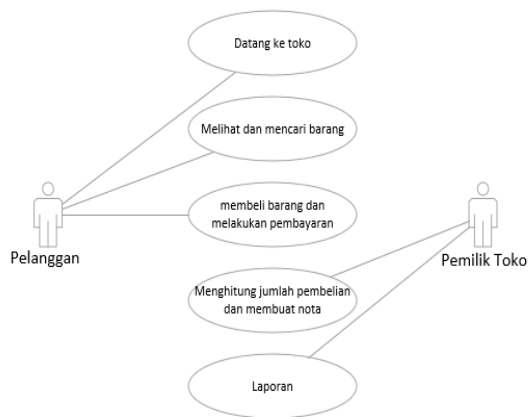 Datang ke toko
Melihat dan mencari barang
membeli barang dan
melakukan pembayaran
Pelanggan
Pemilik Toko
Menghitung jumlah pembelian
dan membuat nota
Laporan